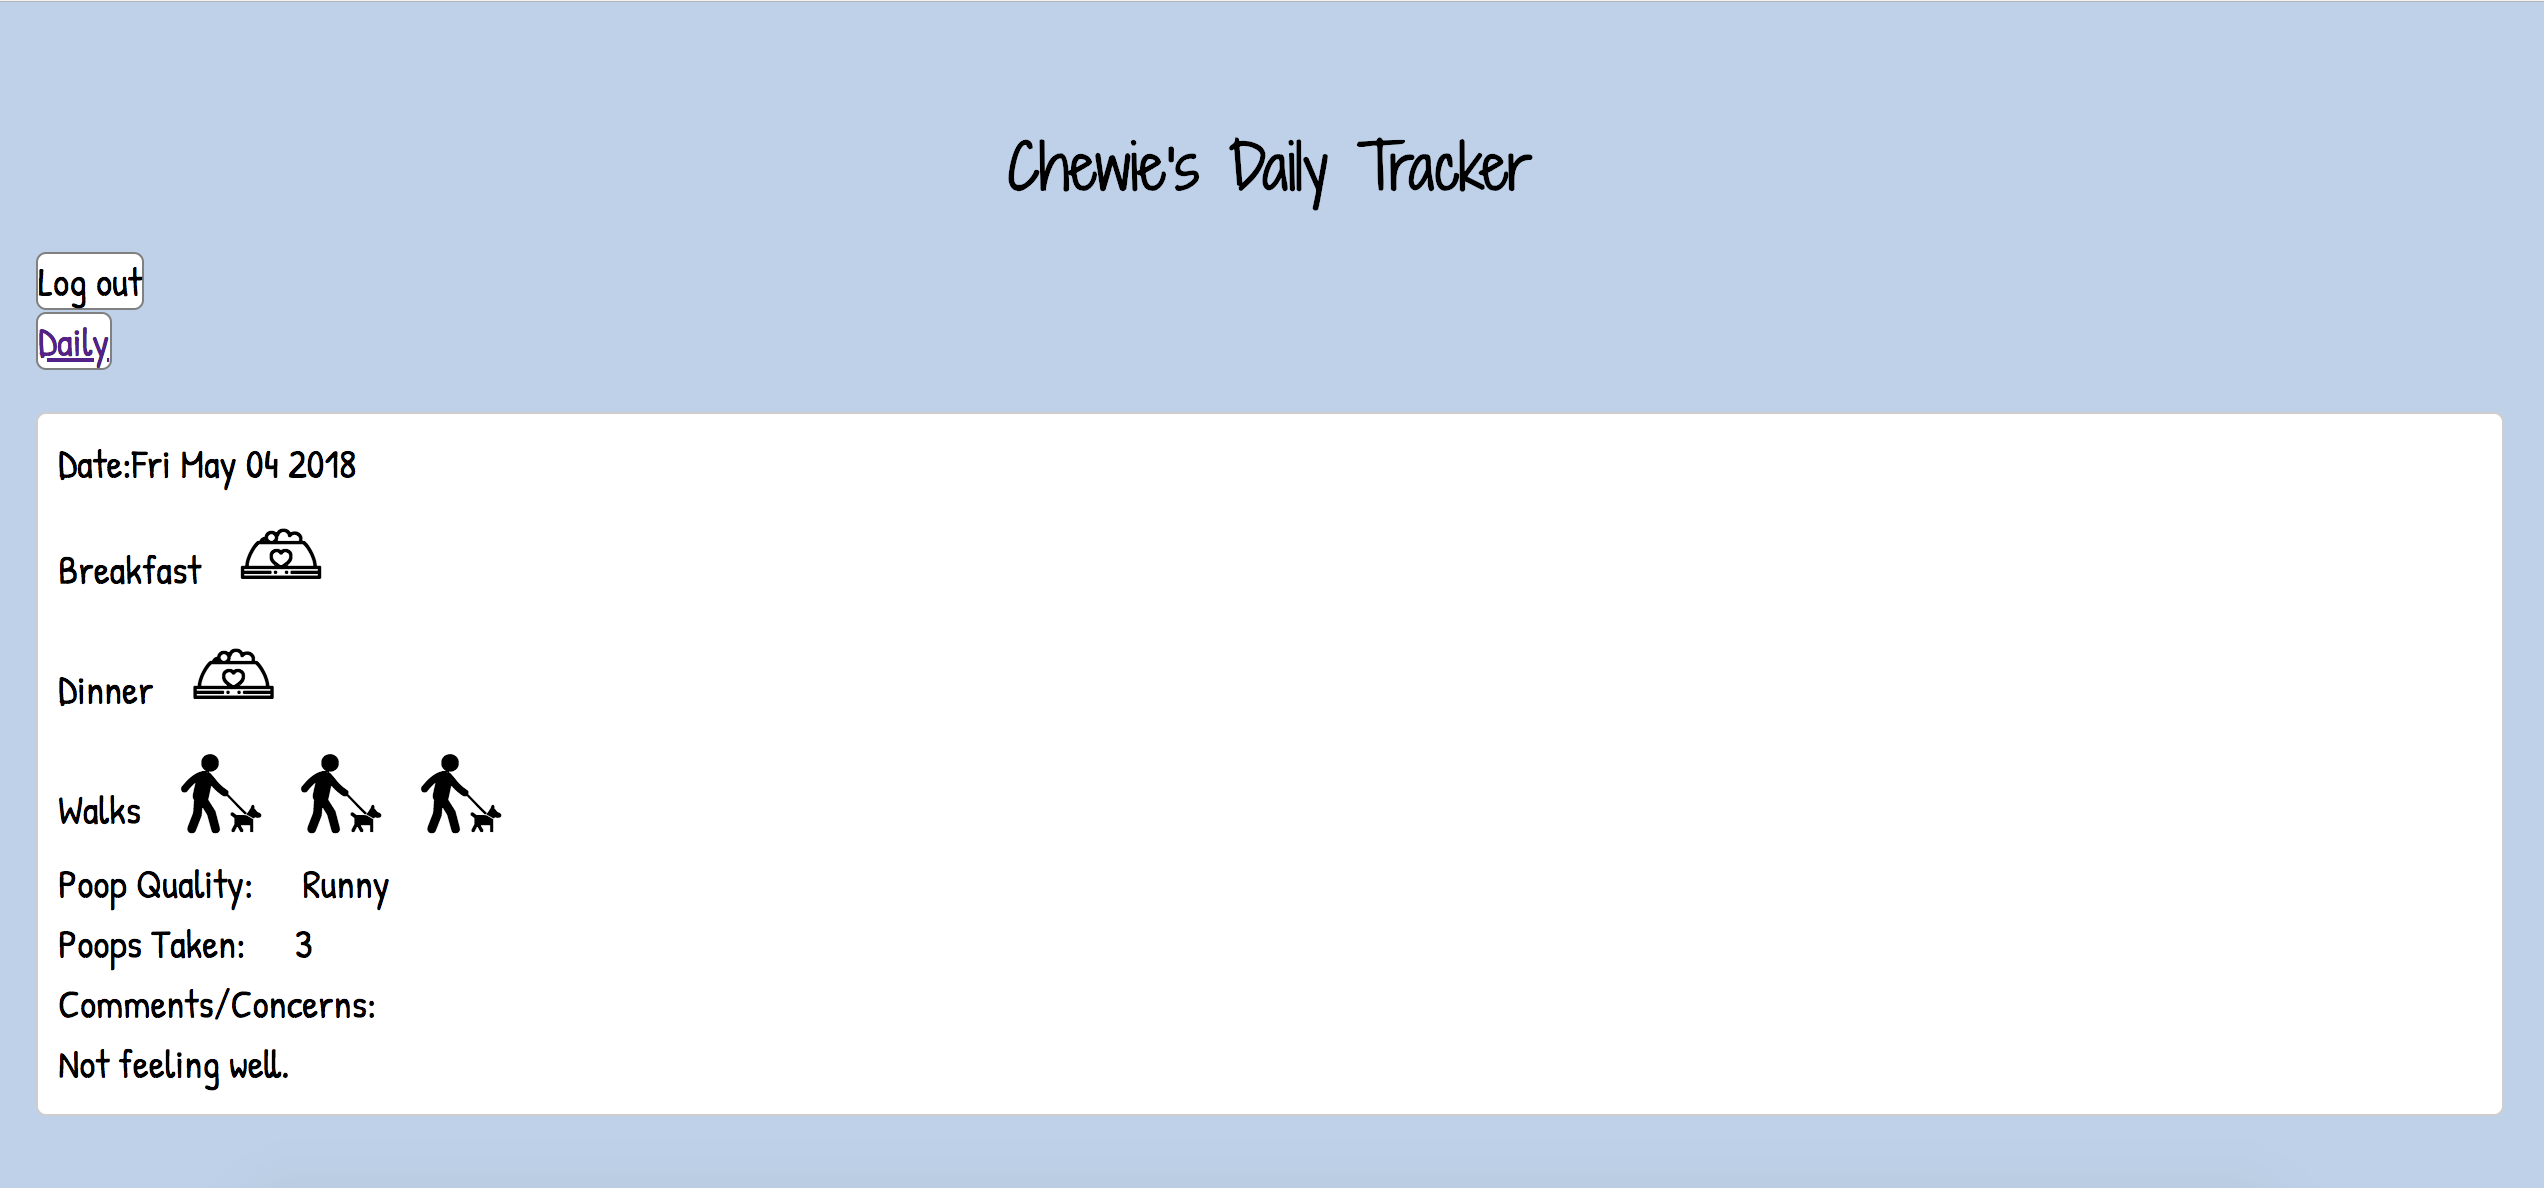 Chewie's Daily Tracker
Log out
Daily
Date:Fri May 04 2018
Breakfast
Dinner
Walks
Poop Quality: Runny
Poops Taken: 3
Comments/Concerns:
Not feeling well.